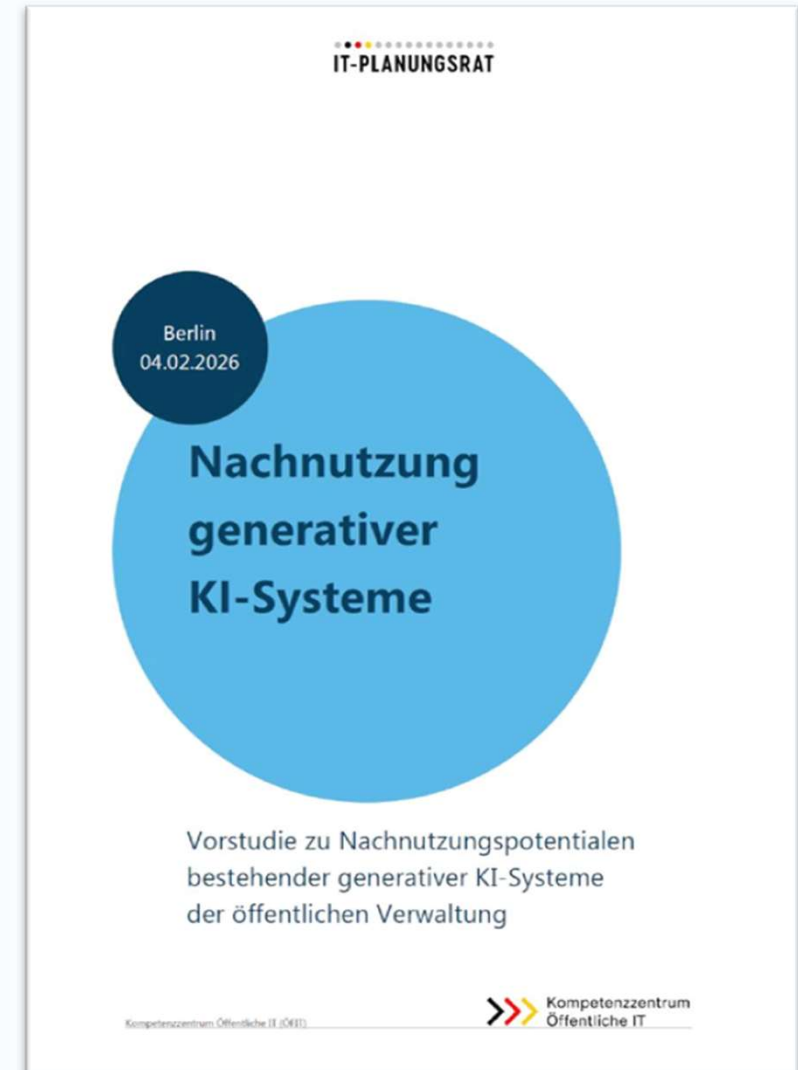 IT-PLANUNGSRAT
Berlin
04.02.2026
Nachnutzung
generativer
KI-Systeme
Vorstudie zu Nachnutzungspotentialen
bestehender generativer KI-Systeme
der öffentlichen Verwaltung
Kompetenzzentrum Öffentliche IT (ÖFIT)
Kompetenzzentrum
Öffentliche IT